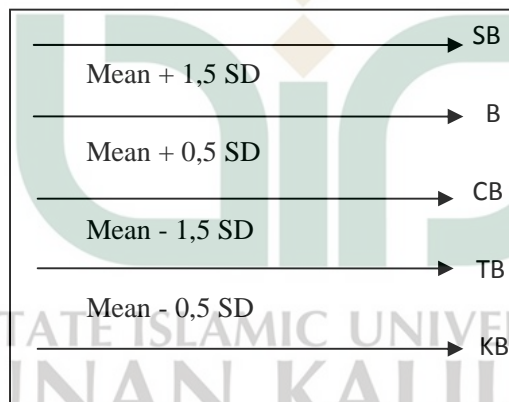 SB
Mean + 1,5 SD
B
Mean + 0,5 SD
CB
Mean - 1,5 SD
TB
Mean - 0,5 SD
TATE ISLAMIC UNIVE
KB
UNAN KALI